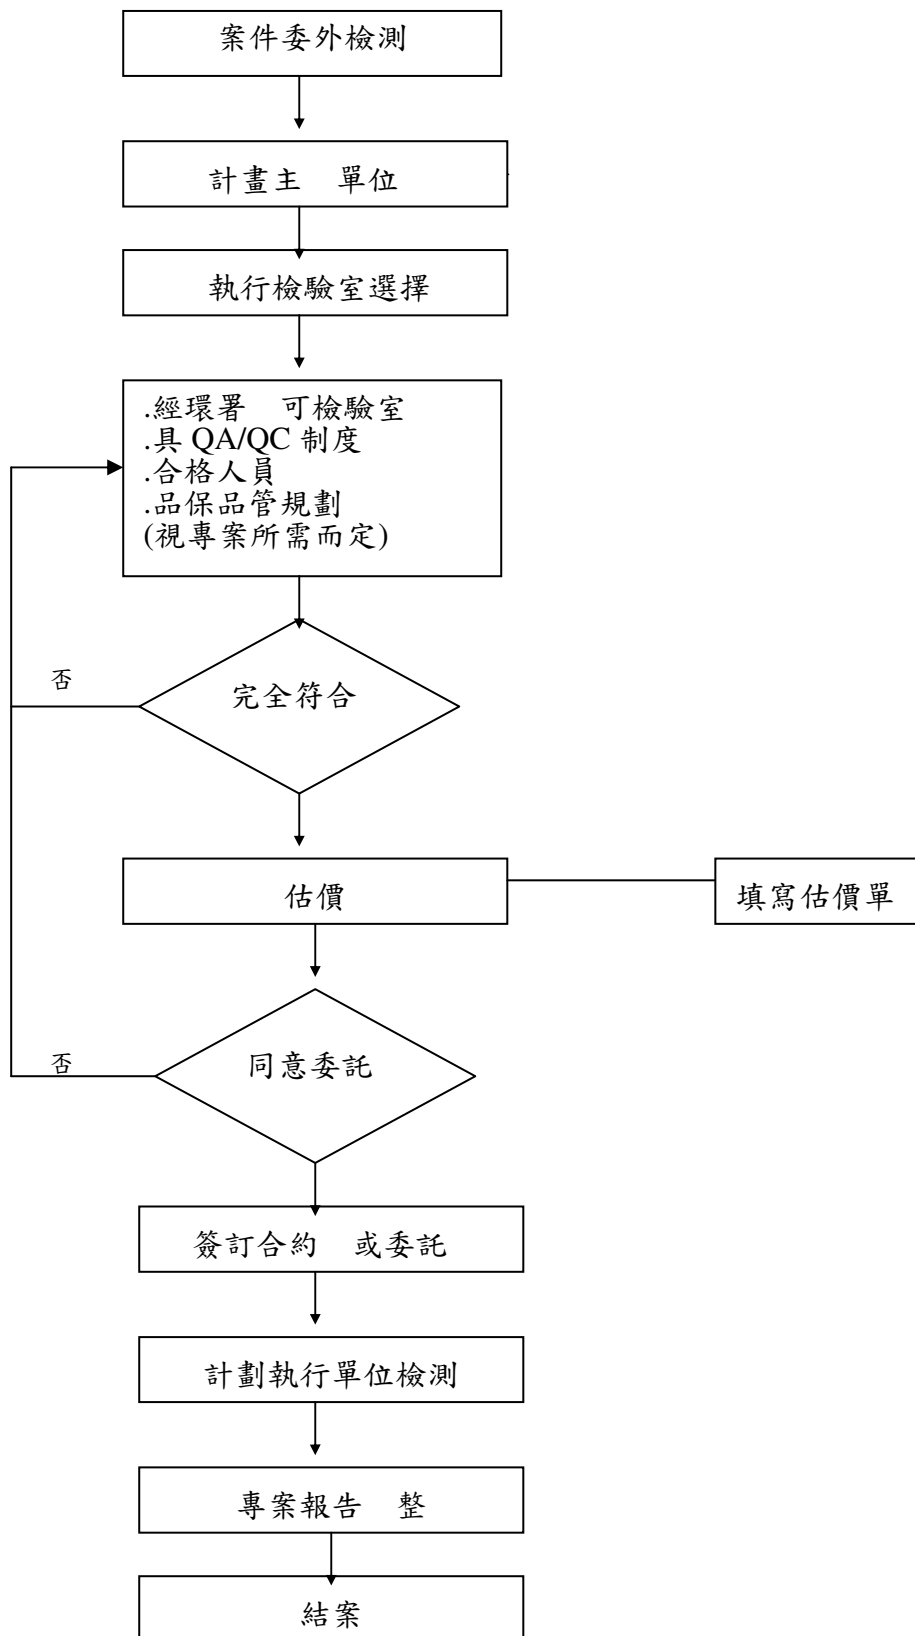 案件委外檢測
計畫主 單位
執行檢驗室選擇
.經環署 可檢驗室
.具 QA/QC 制度
.合格人員
.品保品管規劃
(視專案所需而定)
否
完全符合
估價
填寫估價單
否
同意委託
簽訂合約 或委託
計劃執行單位檢測
專案報告 整
結案